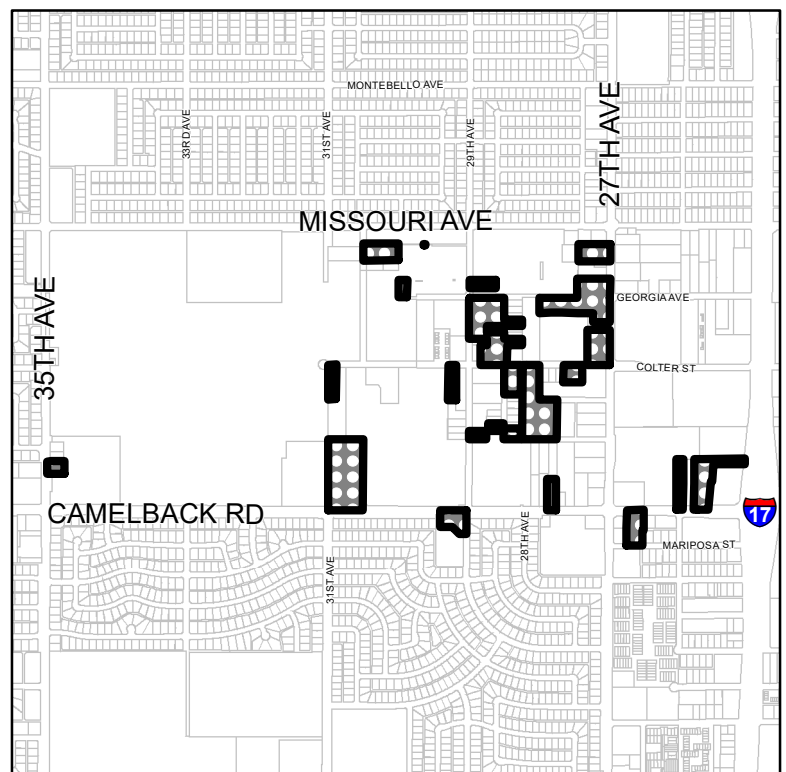 MONTEBELLO AVE
33RD AVE
31ST AVE
29TH AVE
27TH AVE
MISSOURI AVE
35TH AVE
GEORGIA AVE
COLTER ST
CAMELBACK RD
17
28TH AVE
MARIPOSA ST
31ST AVE